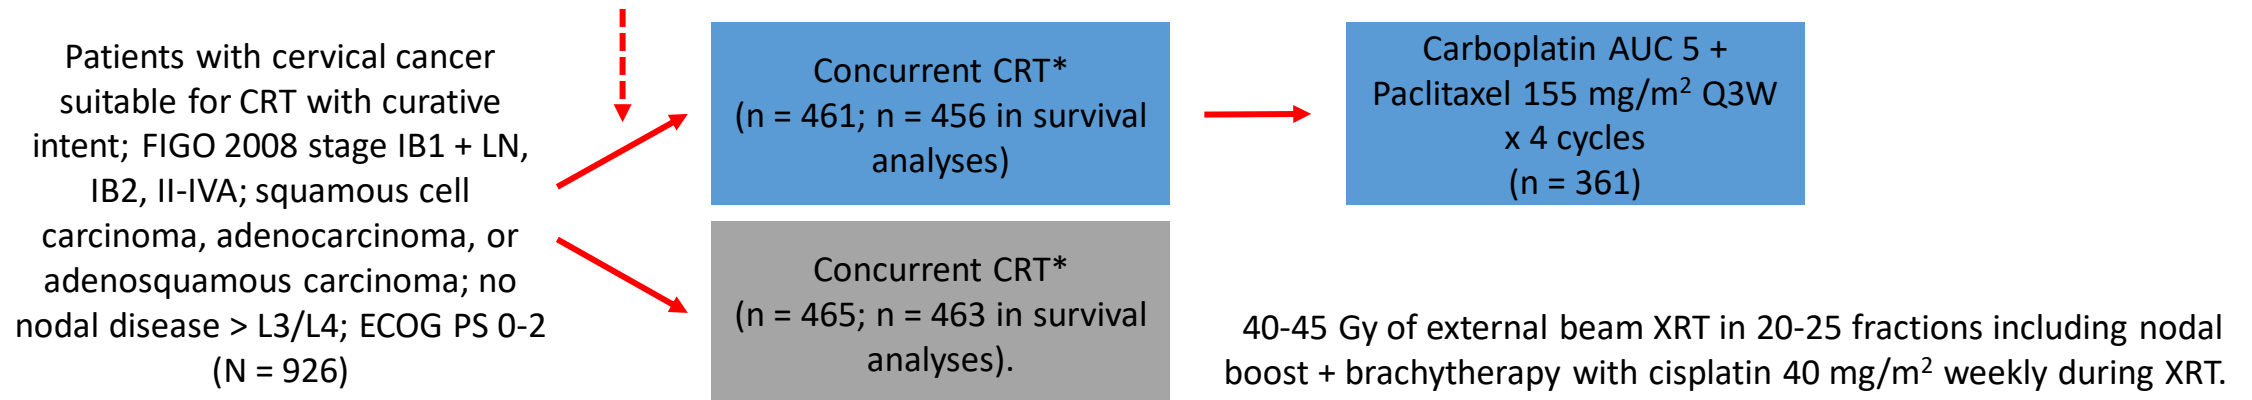 Patients with cervical cancer
suitable for CRT with curative
intent; FIGO 2008 stage IB1 + LN,
IB2, II-IVA; squamous cell
carcinoma, adenocarcinoma, or
adenosquamous carcinoma; no
nodal disease > L3/L4; ECOG PS 0-2
(N = 926)
Concurrent CRT*
(n = 461; n = 456 in survival
analyses)
Carboplatin AUC 5 +
Paclitaxel 155 mg/m² Q3W
x 4 cycles
(n = 361)
Concurrent CRT*
(n = 465; n = 463 in survival
analyses).
40-45 Gy of external beam XRT in 20-25 fractions including nodal
boost + brachytherapy with cisplatin 40 mg/m² weekly during XRT.